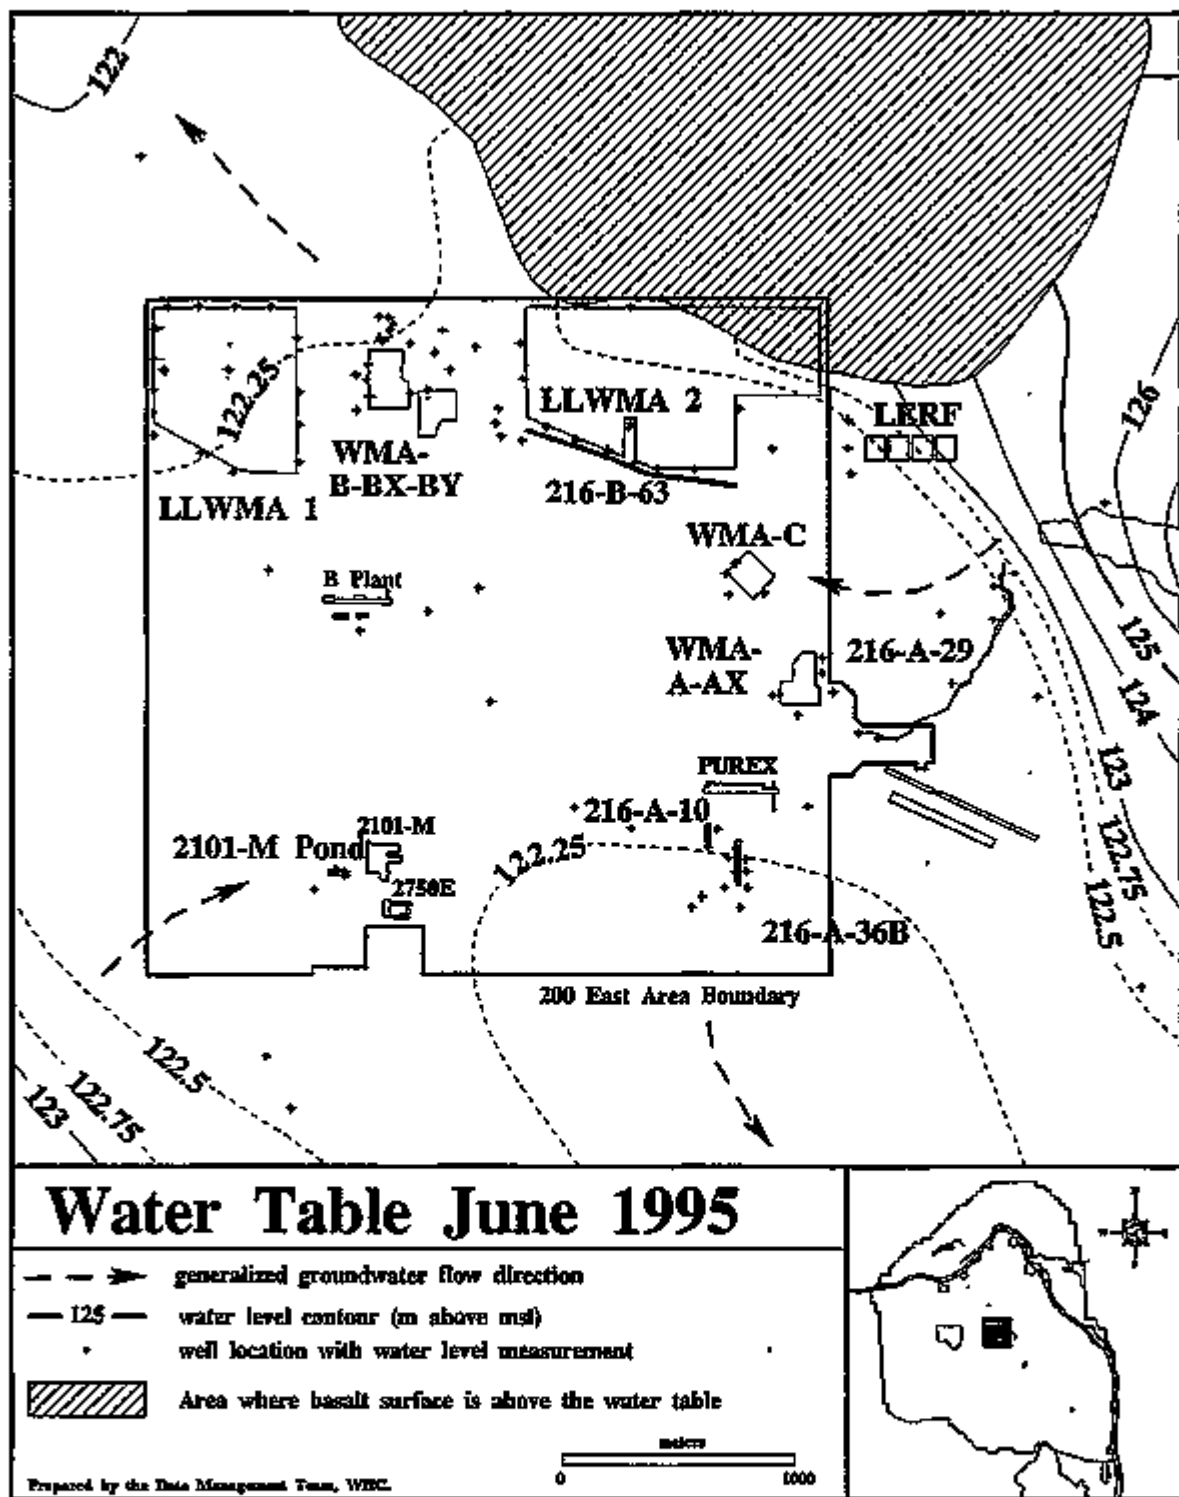 122
126
122.25
LLWMA 2
LERF
WMA-
B-BX-BY
216-B-63
LLWMA 1
WMA-C
B Plant
125
WMA-
A-AX
216-A-29
124
123
PUREX
216-A-10
2101-M
2101-M Pond
122.25
2750E
122.75
122.5
216-A-36B
200 East Area Boundary
122.5
122.75
123
Water Table June 1995
generalized groundwater flow direction
125
water level contour (m above msl)
well location with water level measurement
Area where basalt surface is above the water table
meters
0
1000
Prepared by the Data Management Team, WHC.